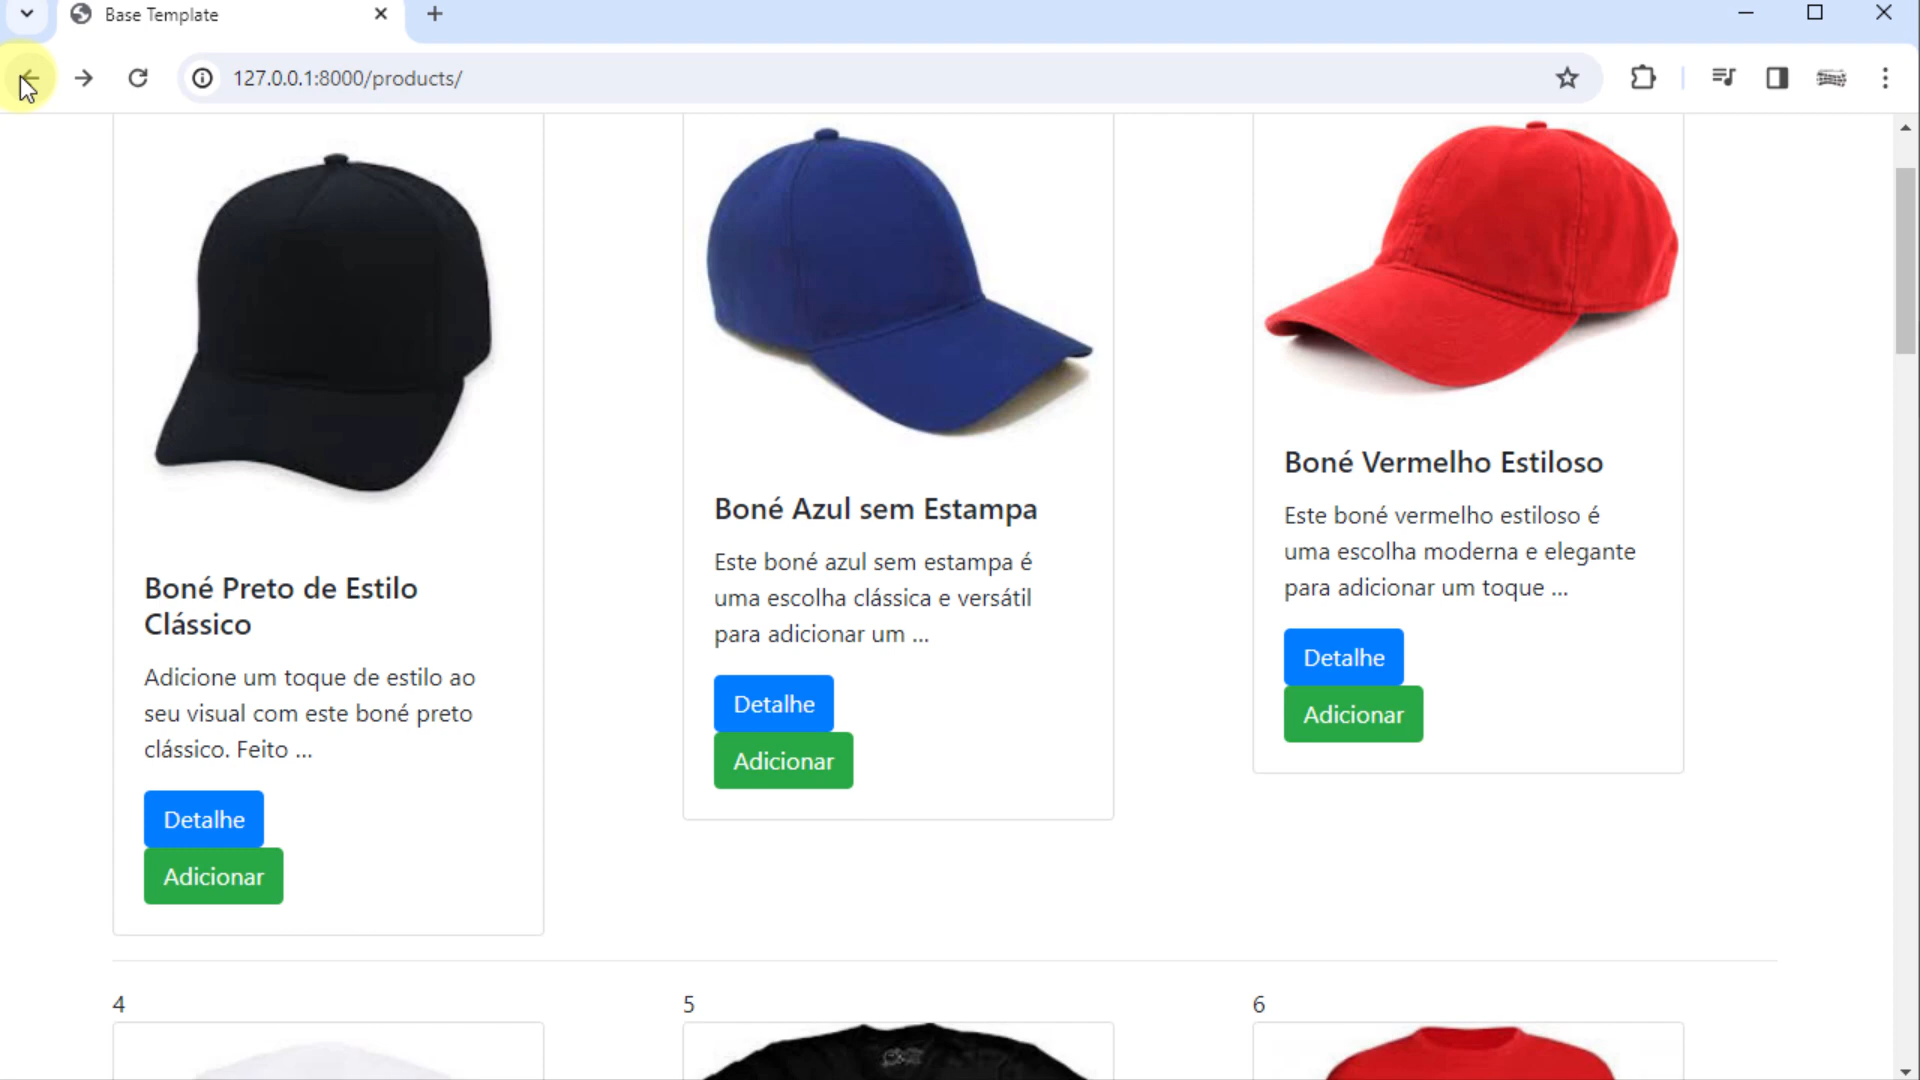 Base Template
127.0.0.1:8000/products/
Boné Preto de Estilo
Clássico
Adicione um toque de estilo ao
seu visual com este boné preto
clássico. Feito ...
Detalhe
Adicionar
Boné Azul sem Estampa
Este boné azul sem estampa é
uma escolha clássica e versátil
para adicionar um ...
Detalhe
Adicionar
Boné Vermelho Estiloso
Este boné vermelho estiloso é
uma escolha moderna e elegante
para adicionar um toque ...
Detalhe
Adicionar
4
5
6